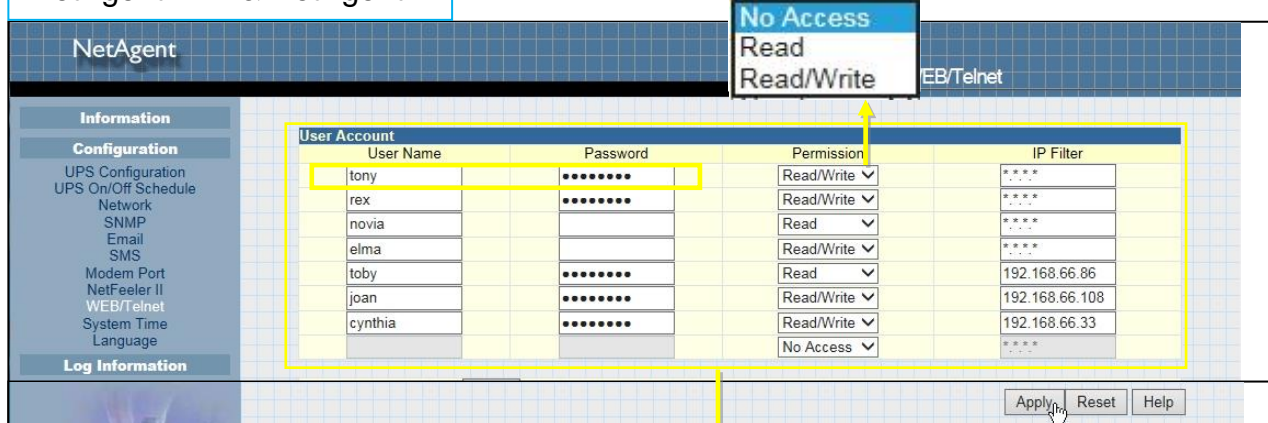 No Access
Read
Read/Write
NetAgent
WEB/Telnet
Information
Configuration
UPS Configuration
UPS On/Off Schedule
Network
SNMP
Email
SMS
Modem Port
NetFeeler II
WEB/Telnet
System Time
Language
Log Information
User Account
User Name Password Permission IP Filter
tony •••••••• Read/Write *.*.*.*
rex •••••••• Read/Write *.*.*.*
novia Read *.*.*.*
elma Read/Write *.*.*.*
toby •••••••• Read 192.168.66.86
joan •••••••• Read/Write 192.168.66.108
cynthia •••••••• Read/Write 192.168.66.33
No Access *.*.*.*
Apply Reset Help